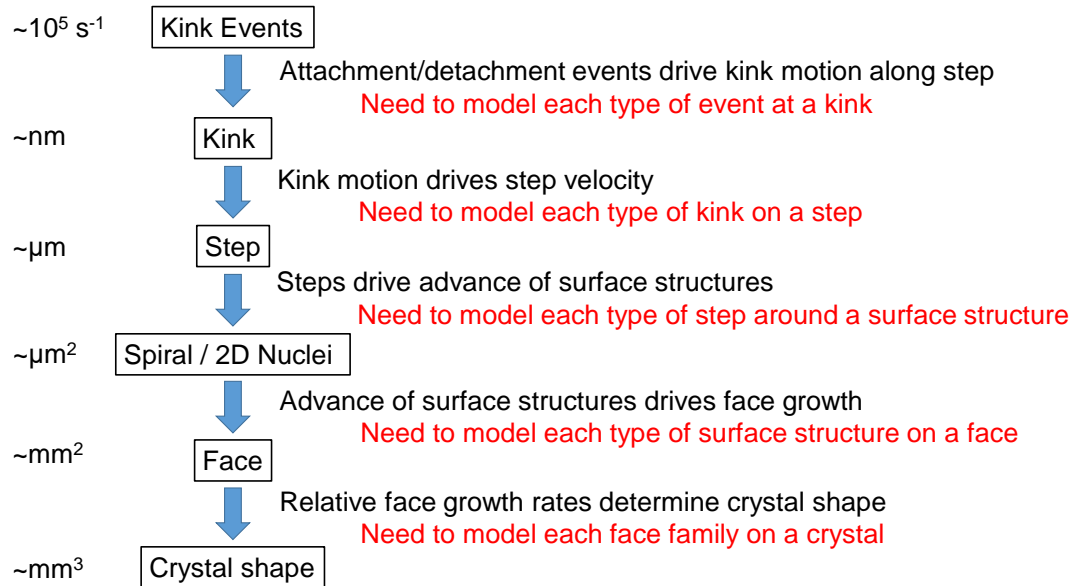 ~10⁵ s⁻¹ Kink Events
Attachment/detachment events drive kink motion along step
Need to model each type of event at a kink
~nm Kink
Kink motion drives step velocity
Need to model each type of kink on a step
~µm Step
Steps drive advance of surface structures
Need to model each type of step around a surface structure
~µm² Spiral / 2D Nuclei
Advance of surface structures drives face growth
Need to model each type of surface structure on a face
~mm² Face
Relative face growth rates determine crystal shape
Need to model each face family on a crystal
~mm³ Crystal shape